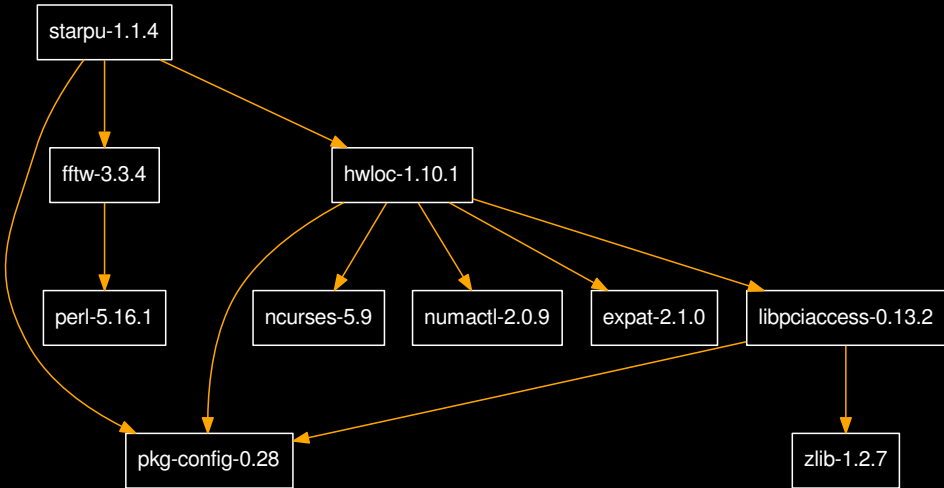 starpu-1.1.4
fftw-3.3.4
hwloc-1.10.1
perl-5.16.1
ncurses-5.9
numactl-2.0.9
expat-2.1.0
libpciaccess-0.13.2
pkg-config-0.28
zlib-1.2.7